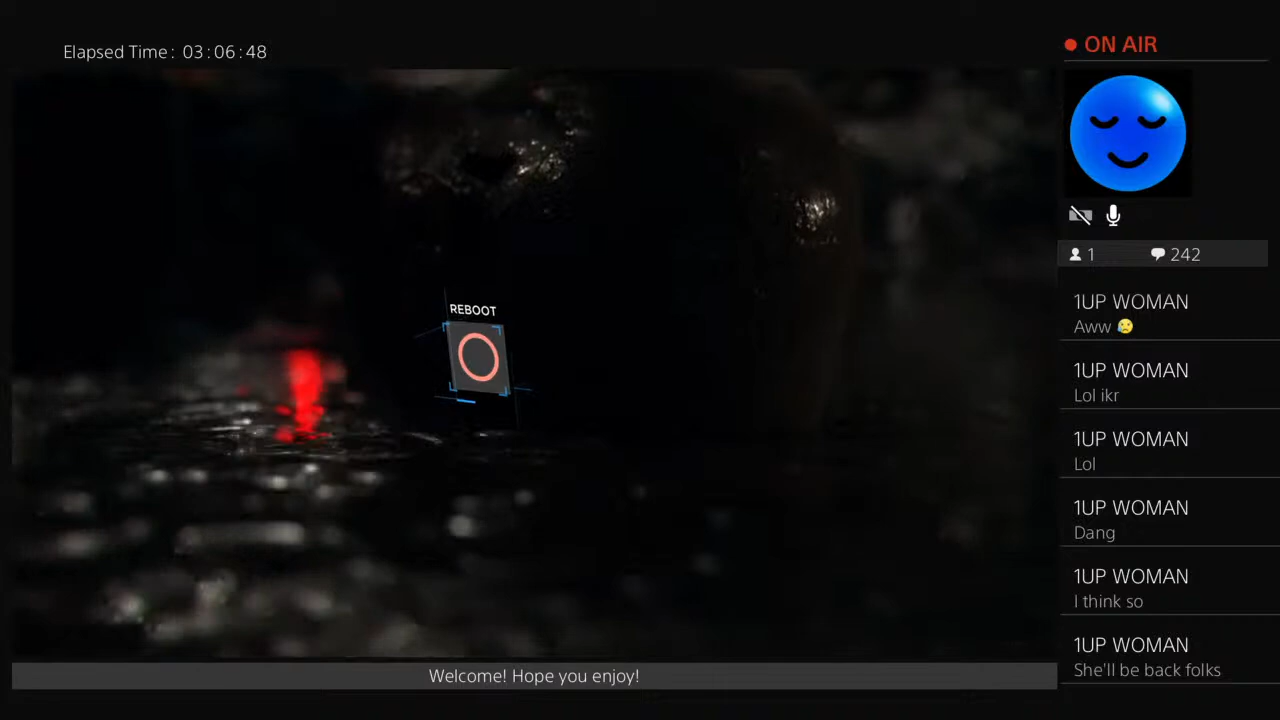 Elapsed Time: 03:06:48
ON AIR
1
242
REBOOT
1UP WOMAN
Aww 😢
1UP WOMAN
Lol ikr
1UP WOMAN
Lol
1UP WOMAN
Dang
1UP WOMAN
I think so
1UP WOMAN
She'll be back folks
Welcome! Hope you enjoy!